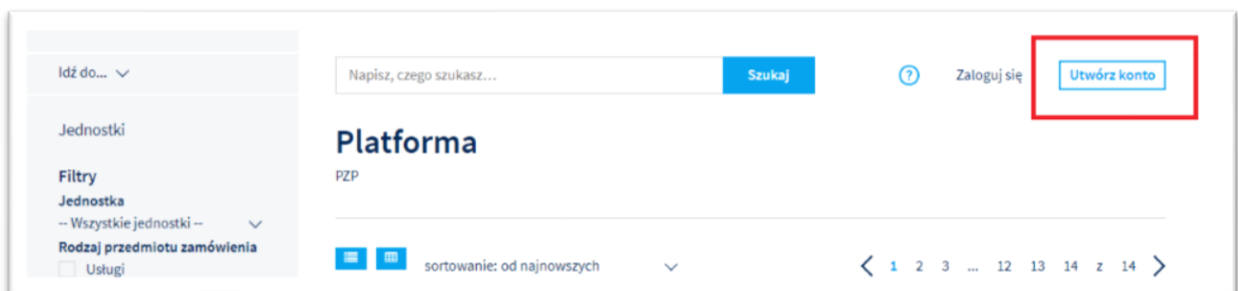 Idź do...
Jednostki
Filtry
Jednostka
-- Wszystkie jednostki --
Rodzaj przedmiotu zamówienia
Usługi
Napisz, czego szukasz... Szukaj ? Zaloguj się Utwórz konto
Platforma
PZP
sortowanie: od najnowszych 1 2 3 ... 12 13 14 z 14